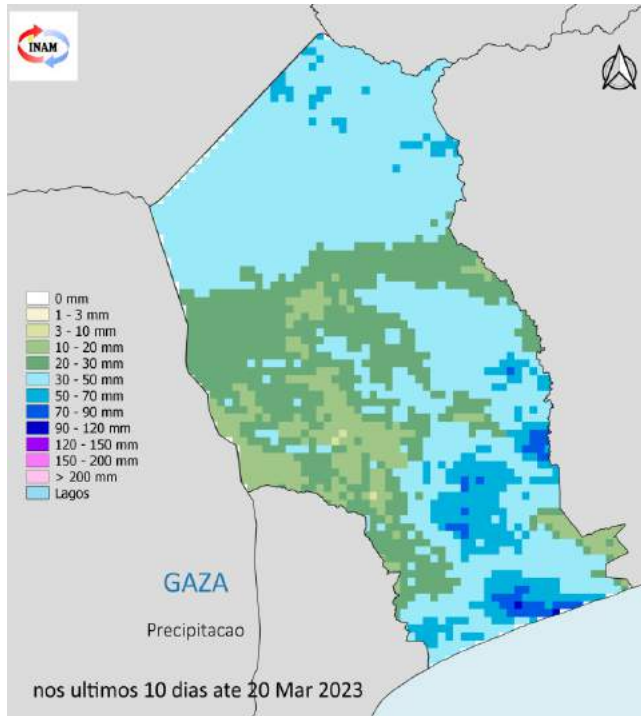 INAM
0 mm
1 - 3 mm
3 - 10 mm
10 - 20 mm
20 - 30 mm
30 - 50 mm
50 - 70 mm
70 - 90 mm
90 - 120 mm
120 - 150 mm
150 - 200 mm
> 200 mm
Lagos
GAZA
Precipitacao
nos ultimos 10 dias ate 20 Mar 2023